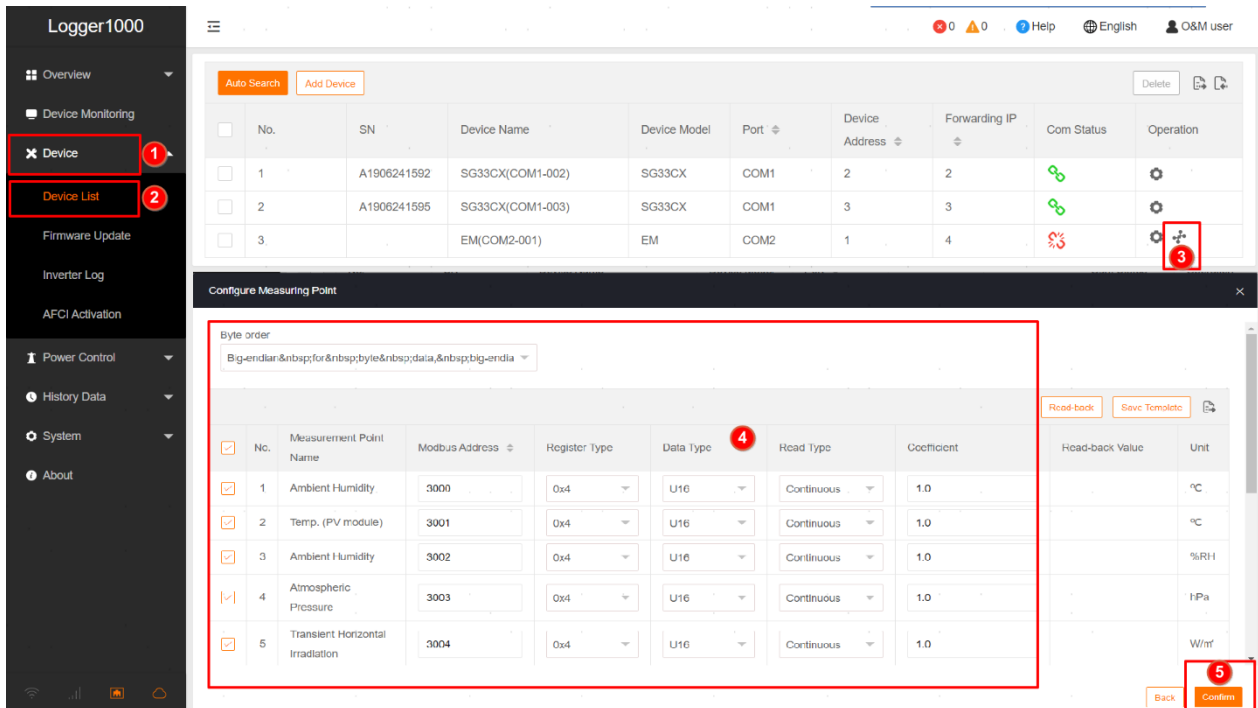 Logger1000
0 0 Help English O&M user
Overview
Device Monitoring
Device
1
Device List
2
Firmware Update
Inverter Log
AFCI Activation
Power Control
History Data
System
About
Auto Search Add Device Delete
No. SN Device Name Device Model Port Device Address Forwarding IP Com Status Operation
1 A1906241592 SG33CX(COM1-002) SG33CX COM1 2 2
2 A1906241595 SG33CX(COM1-003) SG33CX COM1 3 3
3 EM(COM2-001) EM COM2 1 4
3
Configure Measuring Point
Byte order
Big-endian&nbsp;for&nbsp;byte&nbsp;data,&nbsp;big-endia
Read-back Save Template
No. Measurement Point Name Modbus Address Register Type Data Type 4 Read Type Coefficient Read-back Value Unit
1 Ambient Humidity 3000 0x4 U16 Continuous 1.0 ℃
2 Temp. (PV module) 3001 0x4 U16 Continuous 1.0 ℃
3 Ambient Humidity 3002 0x4 U16 Continuous 1.0 %RH
4 Atmospheric Pressure 3003 0x4 U16 Continuous 1.0 hPa
5 Transient Horizontal Irradiation 3004 0x4 U16 Continuous 1.0 W/㎡
5
Back Confirm